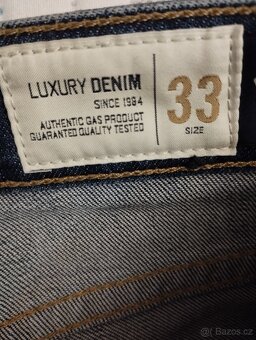 LUXURY DENIM
SINCE 1984
AUTHENTIC GAS PRODUCT
GUARANTED QUALITY TESTED
33
SIZE
Bazos.cz